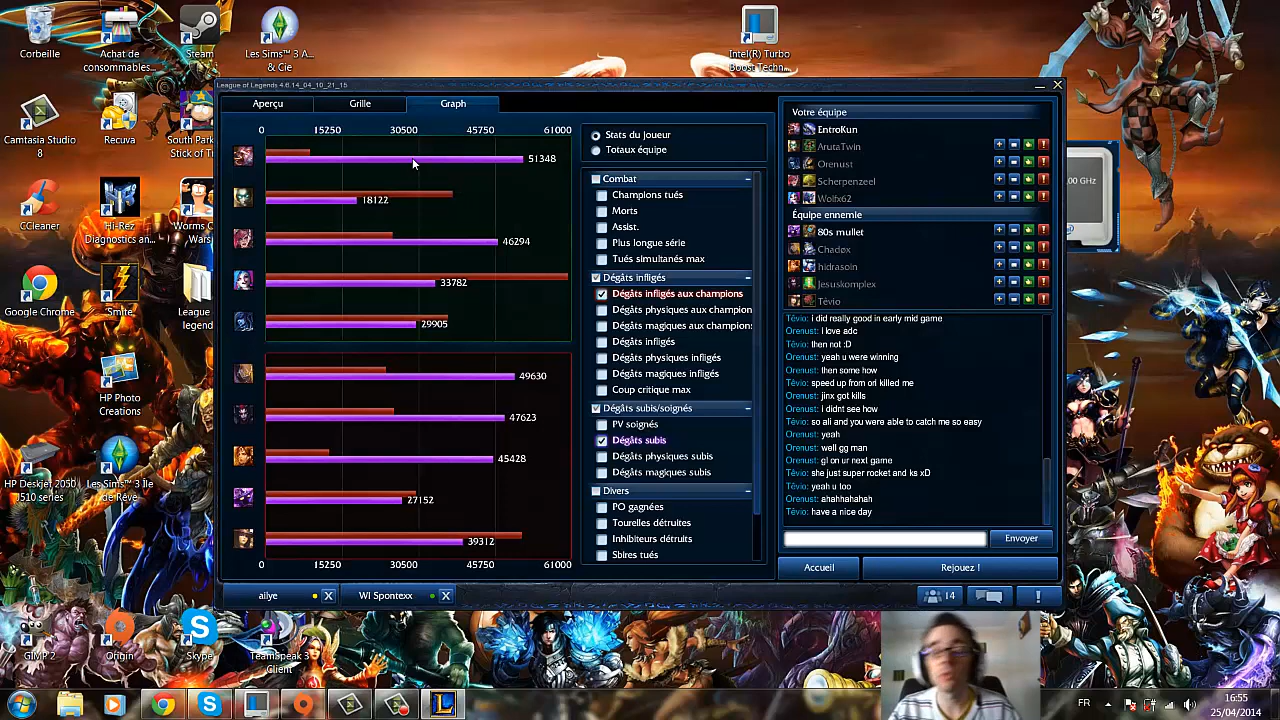 Corbeille
Achat de
consommables...
Steam
Les Sims™ 3 A...
& Cie
Intel(R) Turbo
Boost Techn...
Camtasia Studio
8
Recuva
South Park
Stick of T
CCleaner
Hi-Rez
Diagnostics an...
Worms C
Wars
Google Chrome
Smite
League
legend
HP Photo
Creations
HP Deskjet 2050
J510 series
Les Sims™ 3 Île
de Rêve
GIMP 2
Origin
Skype
TeamSpeak 3
Client
League of Legends 4.6.14_04_10_21_15
Aperçu
Grille
Graph
0 15250 30500 45750 61000
51348
18122
46294
33782
29905
49630
47623
45428
27152
39312
0 15250 30500 45750 61000
Stats du joueur
Totaux équipe
Combat
Champions tués
Morts
Assist.
Plus longue série
Tués simultanés max
Dégâts infligés
Dégâts infligés aux champions
Dégâts physiques aux champion
Dégâts magiques aux champions
Dégâts infligés
Dégâts physiques infligés
Dégâts magiques infligés
Coup critique max
Dégâts subis/soignés
PV soignés
Dégâts subis
Dégâts physiques subis
Dégâts magiques subis
Divers
PO gagnées
Tourelles détruites
Inhibiteurs détruits
Sbires tués
Votre équipe
EntroKun
ArutaTwin
Orenust
Scherpenzeel
Wolfx62
Équipe ennemie
80s mullet
Chadøx
hidrasoin
Jesuskomplex
Tévio
Tévio: i did really good in early mid game
Orenust: I love adc
Tévio: then not :D
Orenust: yeah u were winning
Orenust: then some how
Tévio: speed up from ori killed me
Orenust: jinx got kills
Orenust: i didnt see how
Tévio: so ali and you were able to catch me so easy
Orenust: yeah
Orenust: well gg man
Orenust: gl on ur next game
Tévio: she just super rocket and ks xD
Tévio: yeah u too
Orenust: ahahhahahah
Tévio: have a nice day
Envoyer
Accueil
Rejouez !
ailye X
WI Spontexx X
14
!
.00 GHz
FR
16:55
25/04/2014